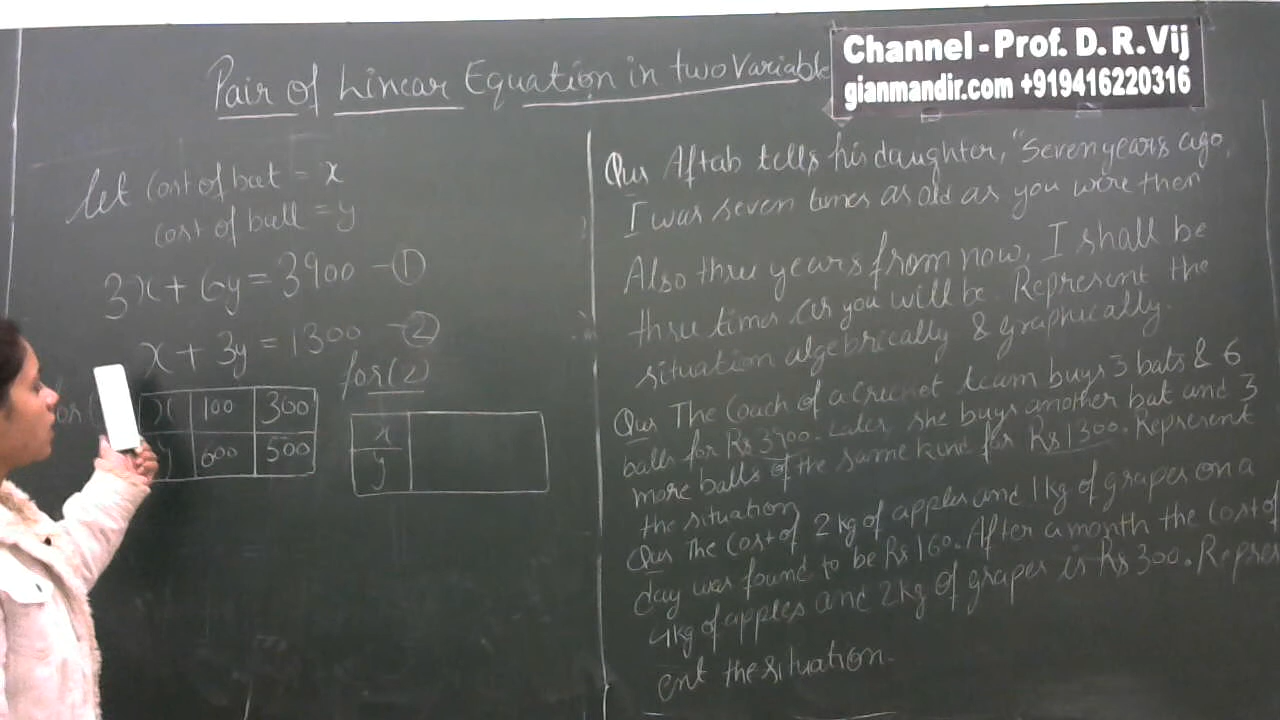 Pair of Linear Equation in two Variable
Channel - Prof. D. R. Vij
gianmandir.com +919416220316
Let Cost of bat = x
cost of ball = y
3x + 6y = 3900 - ①
x + 3y = 1300 - ②
for (2)
x 100 300
y 600 500
x
y
Qus Aftab tells his daughter, "Seven years ago,
I was seven times as old as you were then
Also three years from now, I shall be
three times as you will be. Represent the
situation algebrically & graphically.
Qus The Coach of a cricket team buys 3 bats & 6
balls for Rs 3900. Later, she buys another bat and 3
more balls of the same kind for Rs 1300. Represent
the situation
Qus The Cost of 2 kg of apples and 1 kg of grapes on a
day was found to be Rs 160. After a month the Cost of
4kg of apples and 2kg of grapes is Rs 300. Repres
ent the situation.